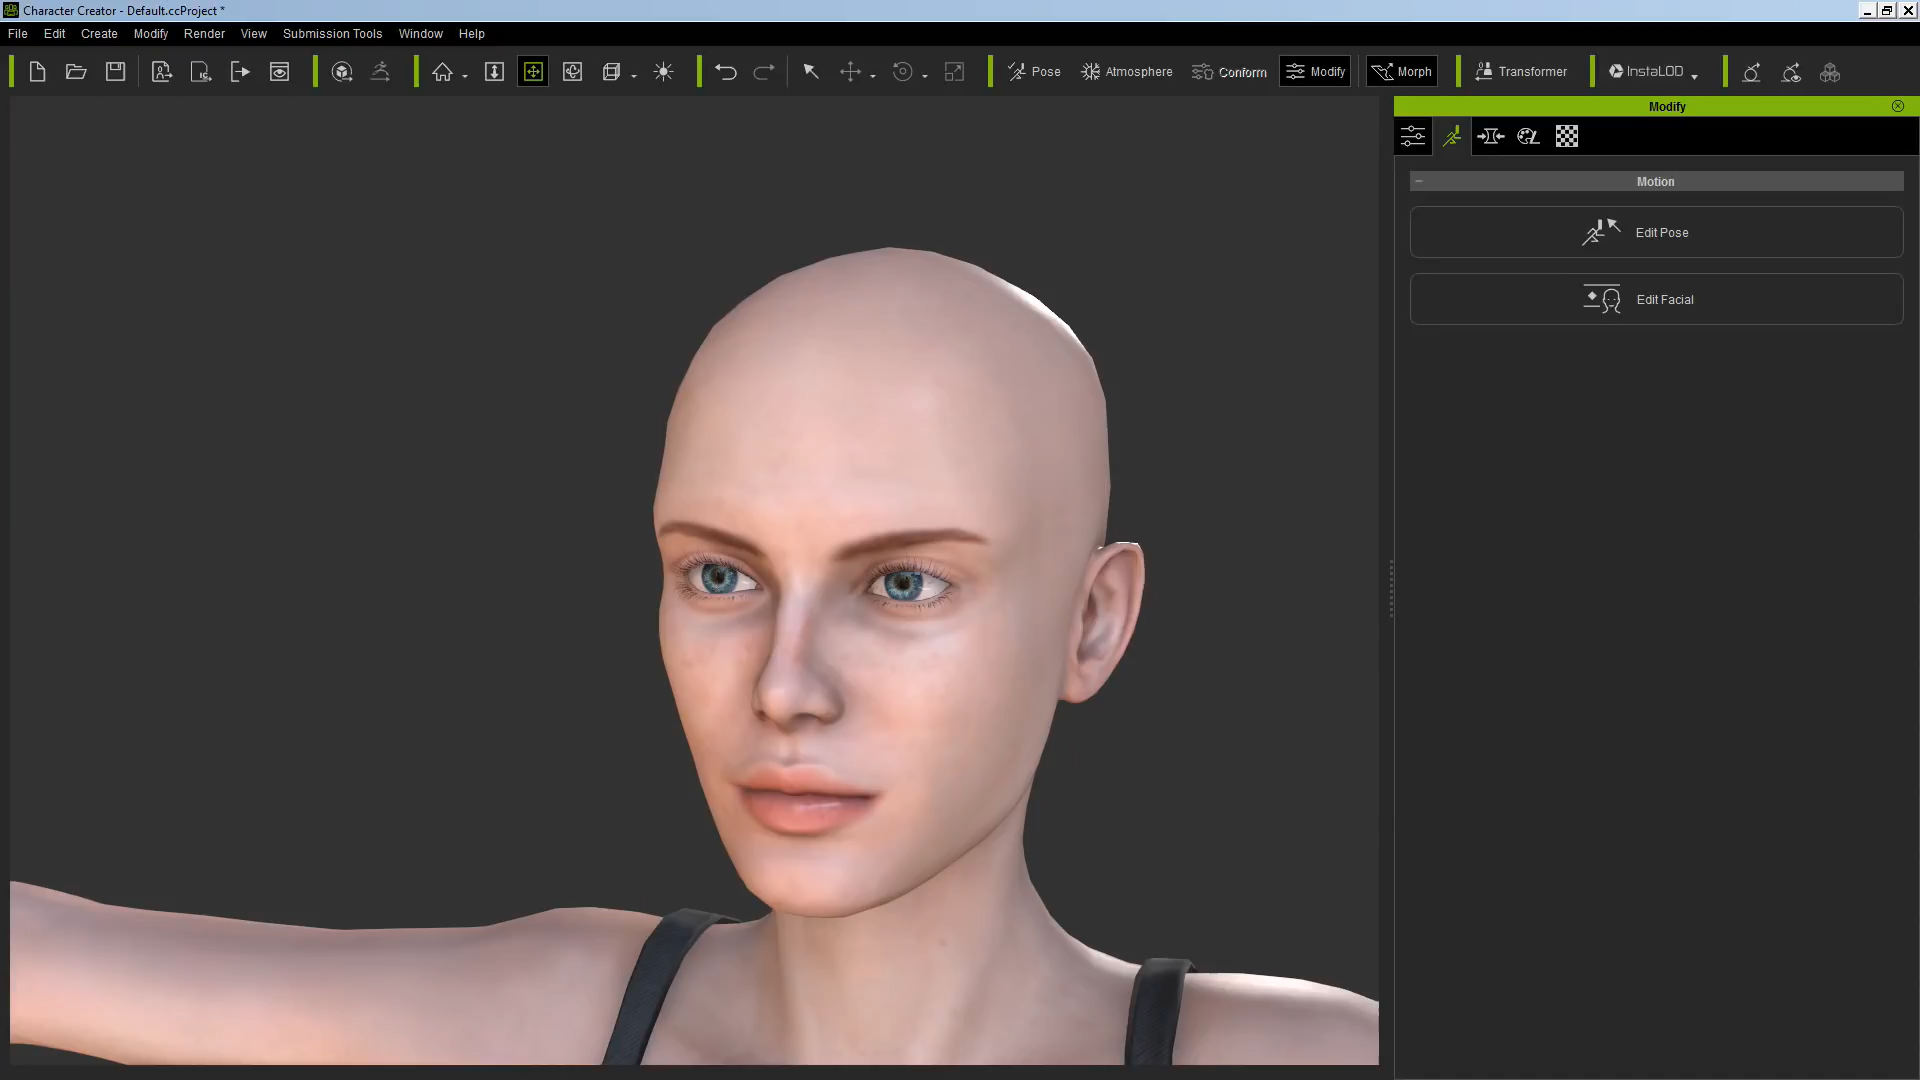 Character Creator - Default.ccProject *
File Edit Create Modify Render View Submission Tools Window Help
Pose Atmosphere Conform Modify Morph Transformer InstaLOD
Modify
Motion
Edit Pose
Edit Facial